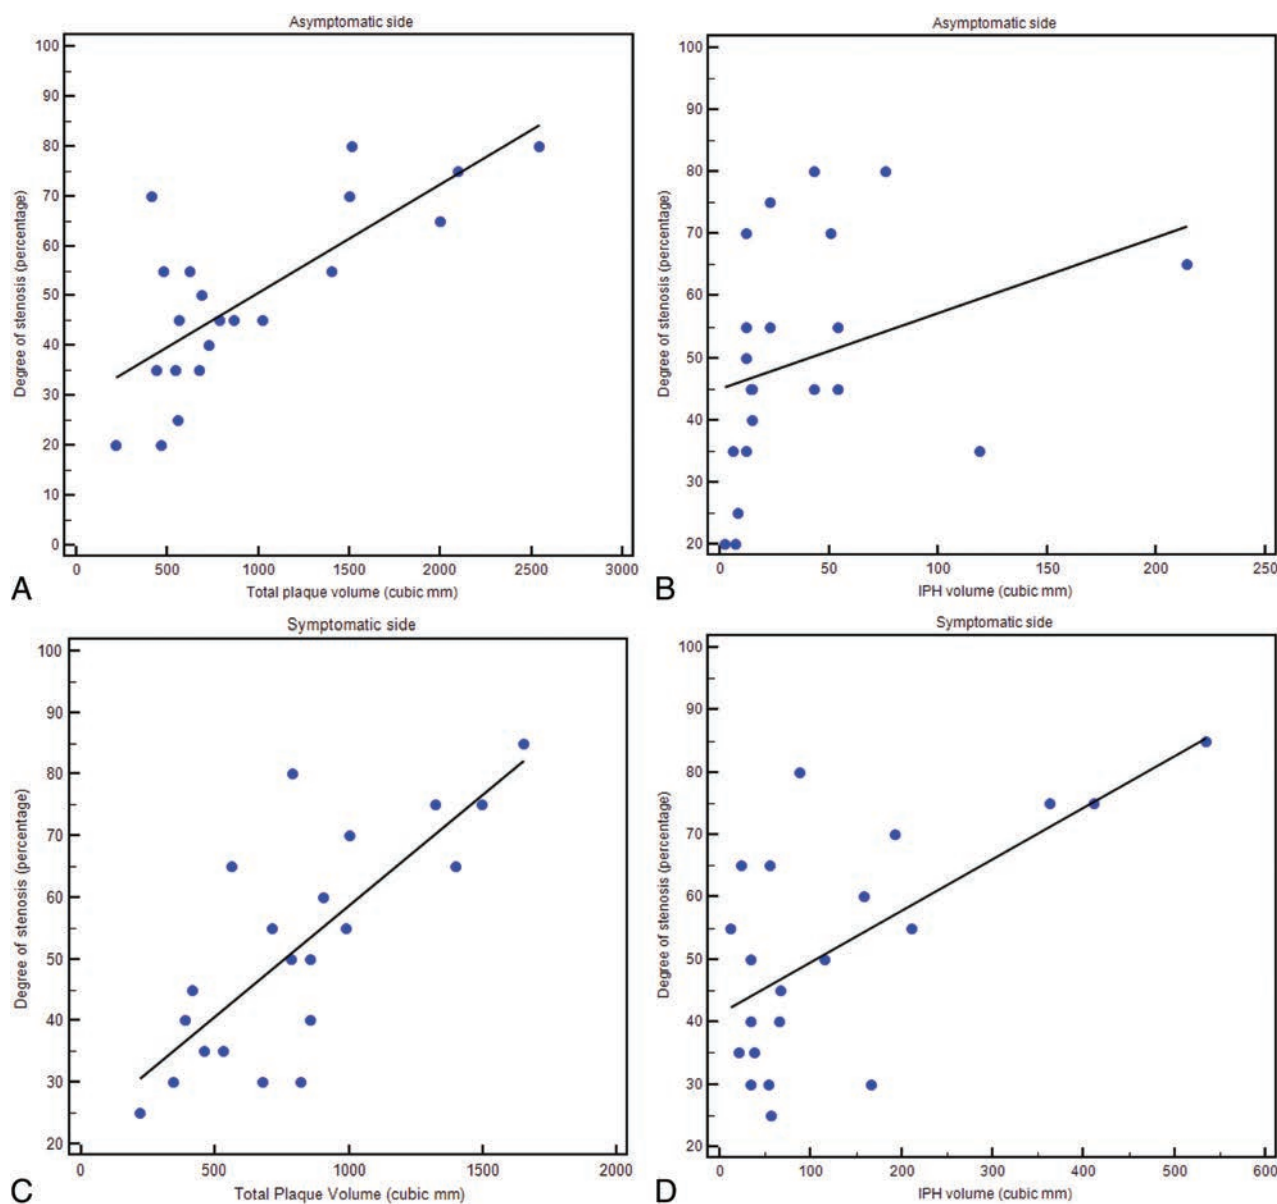 Asymptomatic side
100
90
80
70
60
50
40
30
20
10
0
Degree of stenosis (percentage)
0 500 1000 1500 2000 2500 3000
Total plaque volume (cubic mm)
A
Asymptomatic side
100
90
80
70
60
50
40
30
20
Degree of stenosis (percentage)
0 50 100 150 200 250
IPH volume (cubic mm)
B
Symptomatic side
100
90
80
70
60
50
40
30
20
Degree of stenosis (percentage)
0 500 1000 1500 2000
Total Plaque Volume (cubic mm)
C
Symptomatic side
100
90
80
70
60
50
40
30
20
Degree of stenosis (percentage)
0 100 200 300 400 500 600
IPH volume (cubic mm)
D